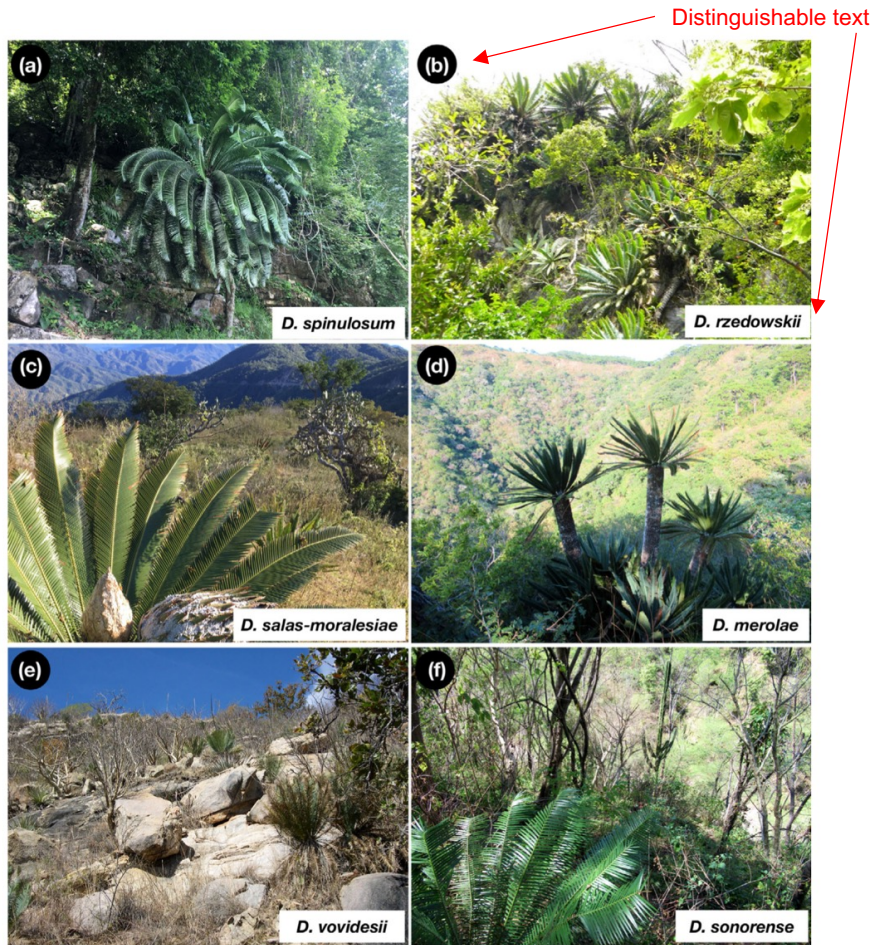 Distinguishable text
(a)
D. spinulosum
(b)
D. rzedowskii
(c)
D. salas-moralesiae
(d)
D. merolae
(e)
D. vovidesii
(f)
D. sonorense